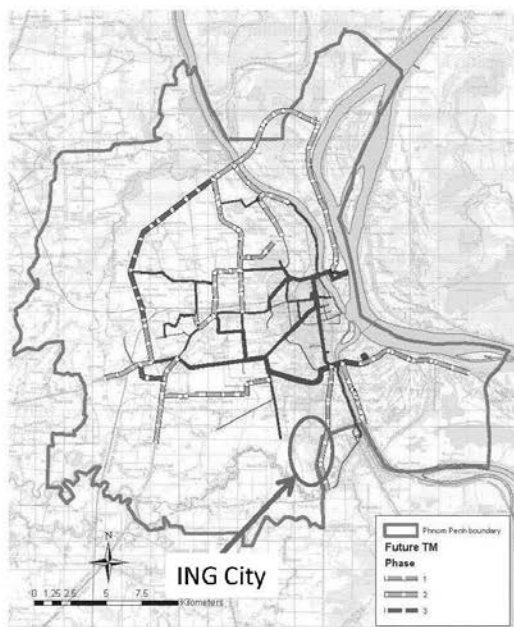 N
ING City
0 1.25 2.5 5 7.5
Kilometers
Phnom Penh boundary
Future TM
Phase
1
2
3